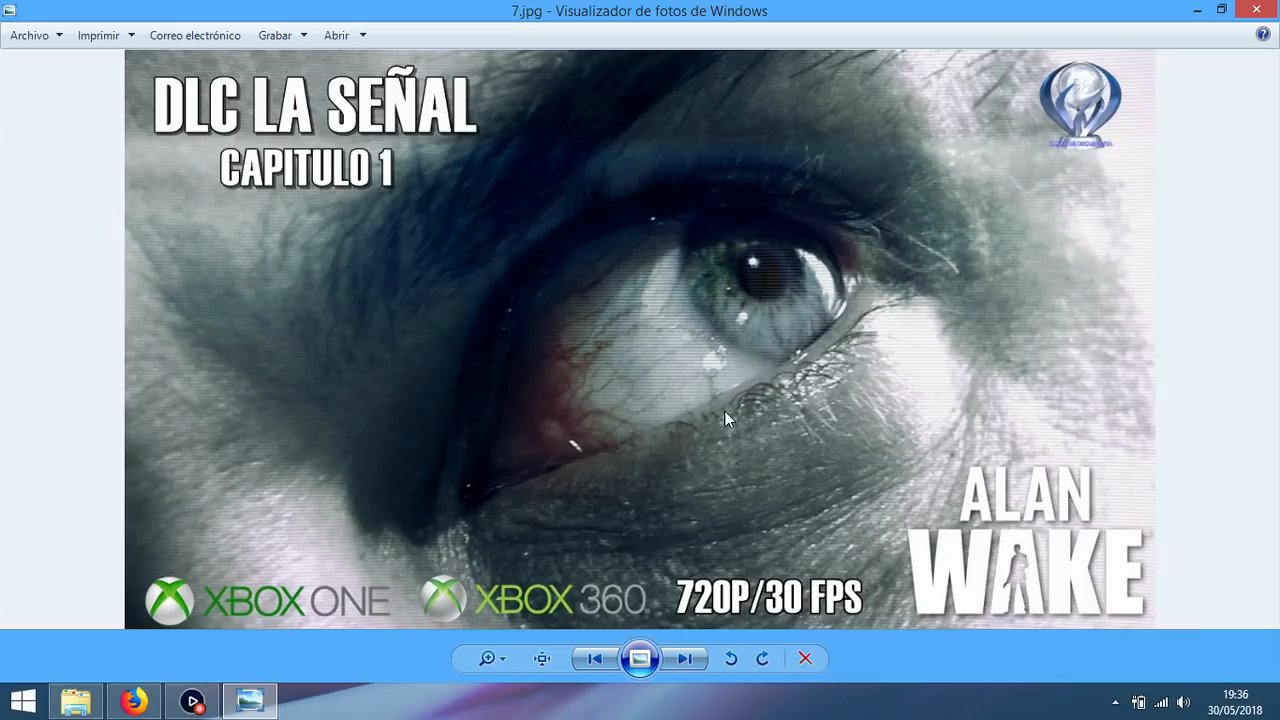 7.jpg - Visualizador de fotos de Windows
Archivo Imprimir Correo electrónico Grabar Abrir
DLC LA SEÑAL
CAPITULO 1
ALAN
WAKE
XBOX ONE XBOX 360 720P/30 FPS
19:36
30/05/2018